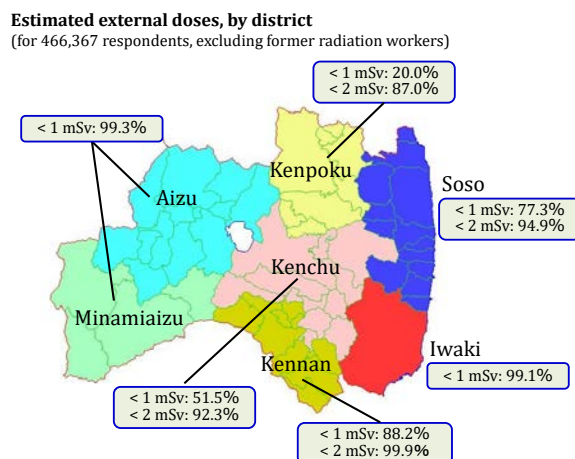 Estimated external doses, by district
(for 466,367 respondents, excluding former radiation workers)
< 1 mSv: 20.0%
< 2 mSv: 87.0%
< 1 mSv: 99.3%
Kenpoku
Aizu
Soso
< 1 mSv: 77.3%
< 2 mSv: 94.9%
Kenchu
Minamiaizu
Iwaki
Kennan
< 1 mSv: 99.1%
< 1 mSv: 51.5%
< 2 mSv: 92.3%
< 1 mSv: 88.2%
< 2 mSv: 99.9%